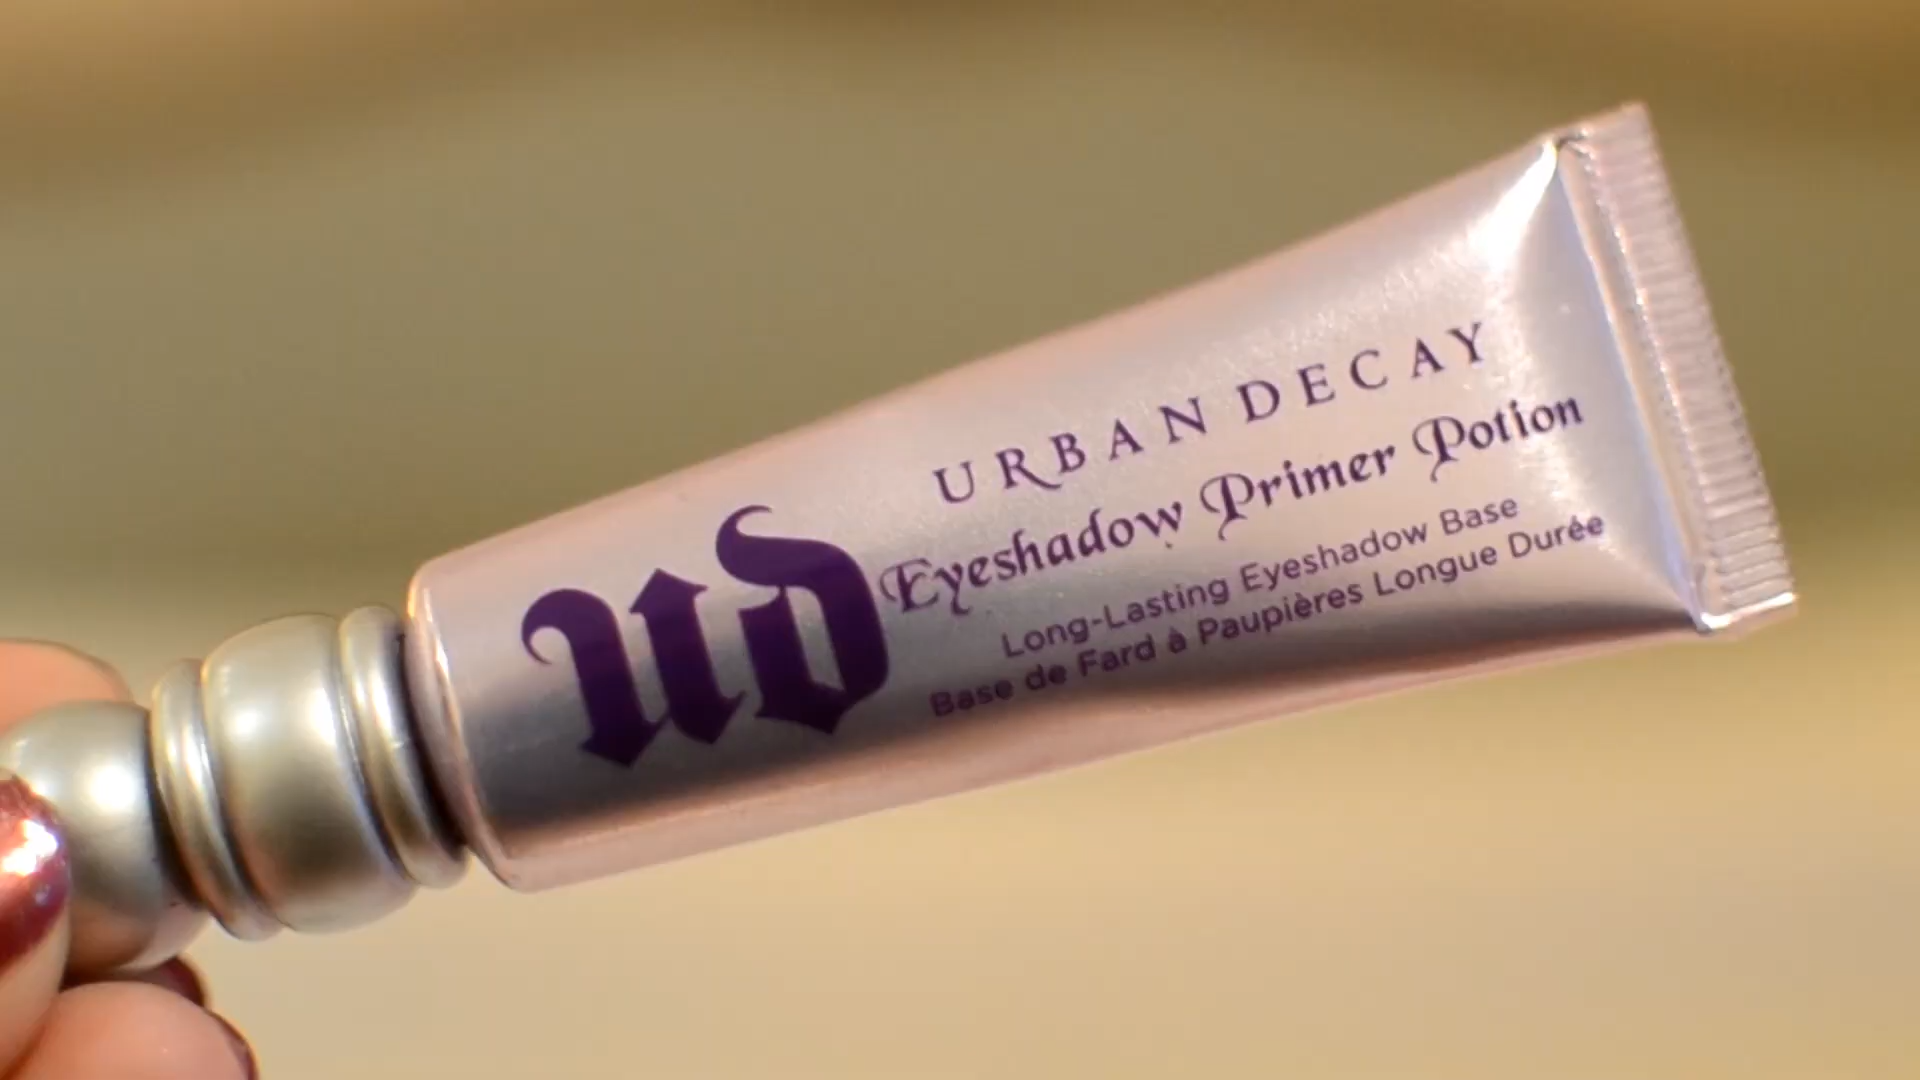 UD
URBAN DECAY
Eyeshadow Primer Potion
Long-Lasting Eyeshadow Base
Base de Fard à Paupières Longue Durée